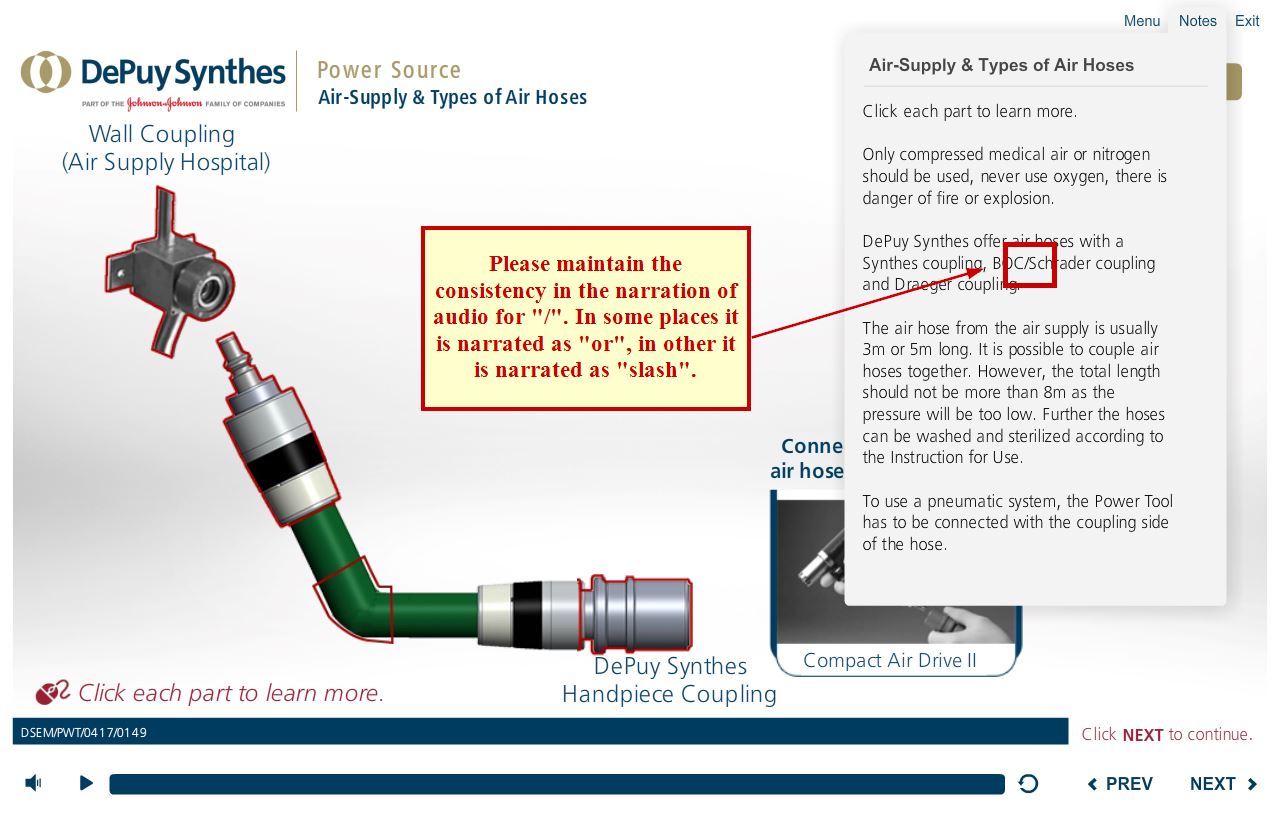 Menu Notes Exit
DePuy Synthes
PART OF THE Johnson & Johnson FAMILY OF COMPANIES
Power Source
Air-Supply & Types of Air Hoses
Wall Coupling
(Air Supply Hospital)
Please maintain the
consistency in the narration of
audio for "/". In some places it
is narrated as "or", in other it
is narrated as "slash".
Air-Supply & Types of Air Hoses
Click each part to learn more.
Only compressed medical air or nitrogen
should be used, never use oxygen, there is
danger of fire or explosion.
DePuy Synthes offer air hoses with a
Synthes coupling, BOC/Schrader coupling
and Draeger coupling.
The air hose from the air supply is usually
3m or 5m long. It is possible to couple air
hoses together. However, the total length
should not be more than 8m as the
pressure will be too low. Further the hoses
can be washed and sterilized according to
the Instruction for Use.
To use a pneumatic system, the Power Tool
has to be connected with the coupling side
of the hose.
Conne
air hose
Compact Air Drive II
DePuy Synthes
Handpiece Coupling
Click each part to learn more.
DSEM/PWT/0417/0149
Click NEXT to continue.
PREV NEXT